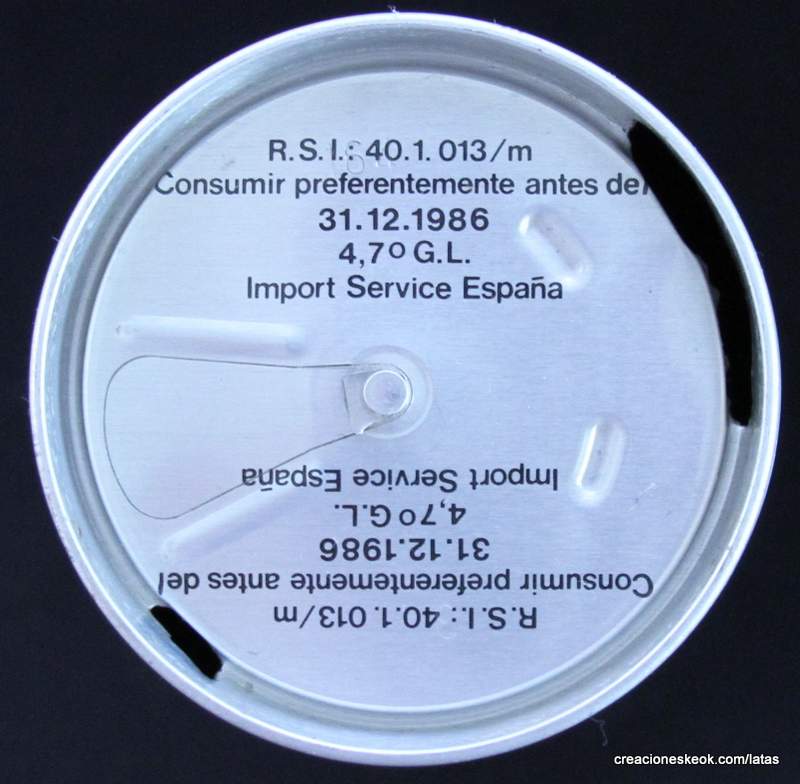 R.S.I.: 40.1.013/m
Consumir preferentemente antes del
31.12.1986
4,7º G.L.
Import Service España
R.S.I.: 40.1.013/m
Consumir preferentemente antes del
31.12.1986
4,7º G.L.
Import Service España
creacioneskeok.com/latas